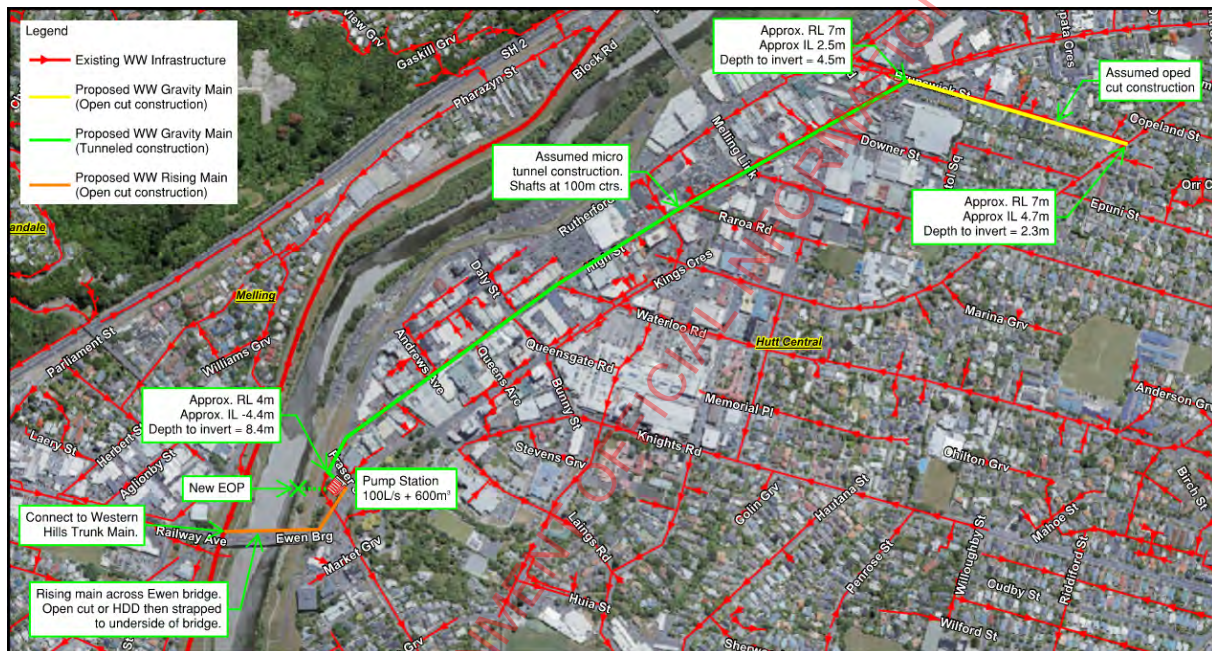 Legend
Existing WW Infrastructure
Proposed WW Gravity Main
(Open cut construction)
Proposed WW Gravity Main
(Tunneled construction)
Proposed WW Rising Main
(Open cut construction)
View Grv
Gaskill Grv
SH 2
Pharazyn St
Block Rd
Approx. RL 7m
Approx IL 2.5m
Depth to invert = 4.5m
Assumed oped
cut construction
Brunswick St
Copeland St
Melling Link
Downer St
Assumed micro
tunnel construction.
Shafts at 100m ctrs.
Epuni St
Approx. RL 7m
Approx IL 4.7m
Depth to invert = 2.3m
Raroa Rd
High St
Kings Cres
Daly St
Melling
Waterloo Rd
Marina Grv
Hutt Central
Parliament St
Williams Grv
Andrews Ave
Queens Arc
Queensgate Rd
Bunny St
Memorial Pl
Anderson Grv
Approx. RL 4m
Approx. IL -4.4m
Depth to invert = 8.4m
Laery St
Aglionby St
Knights Rd
Stevens Grv
Chilton Grv
Birch St
New EOP
Pump Station
100L/s + 600m³
Colin Grv
Hautana St
Mahoe St
Connect to Western
Hills Trunk Main.
Railway Ave
Ewen Brg
Market Grv
Laings Rd
Penrose St
Willoughby St
Riddiford St
Oudby St
Rising main across Ewen bridge.
Open cut or HDD then strapped
to underside of bridge.
Huia St
Wilford St